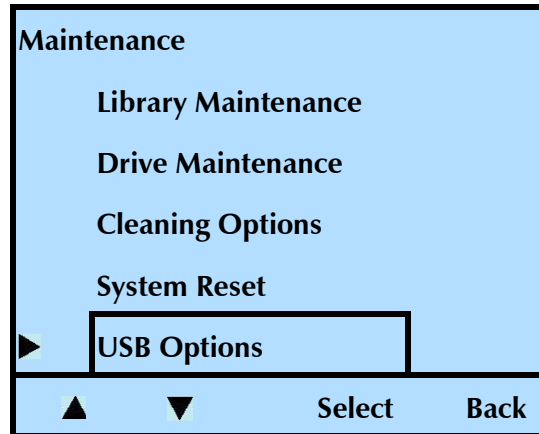 Maintenance
Library Maintenance
Drive Maintenance
Cleaning Options
System Reset
USB Options
Select Back